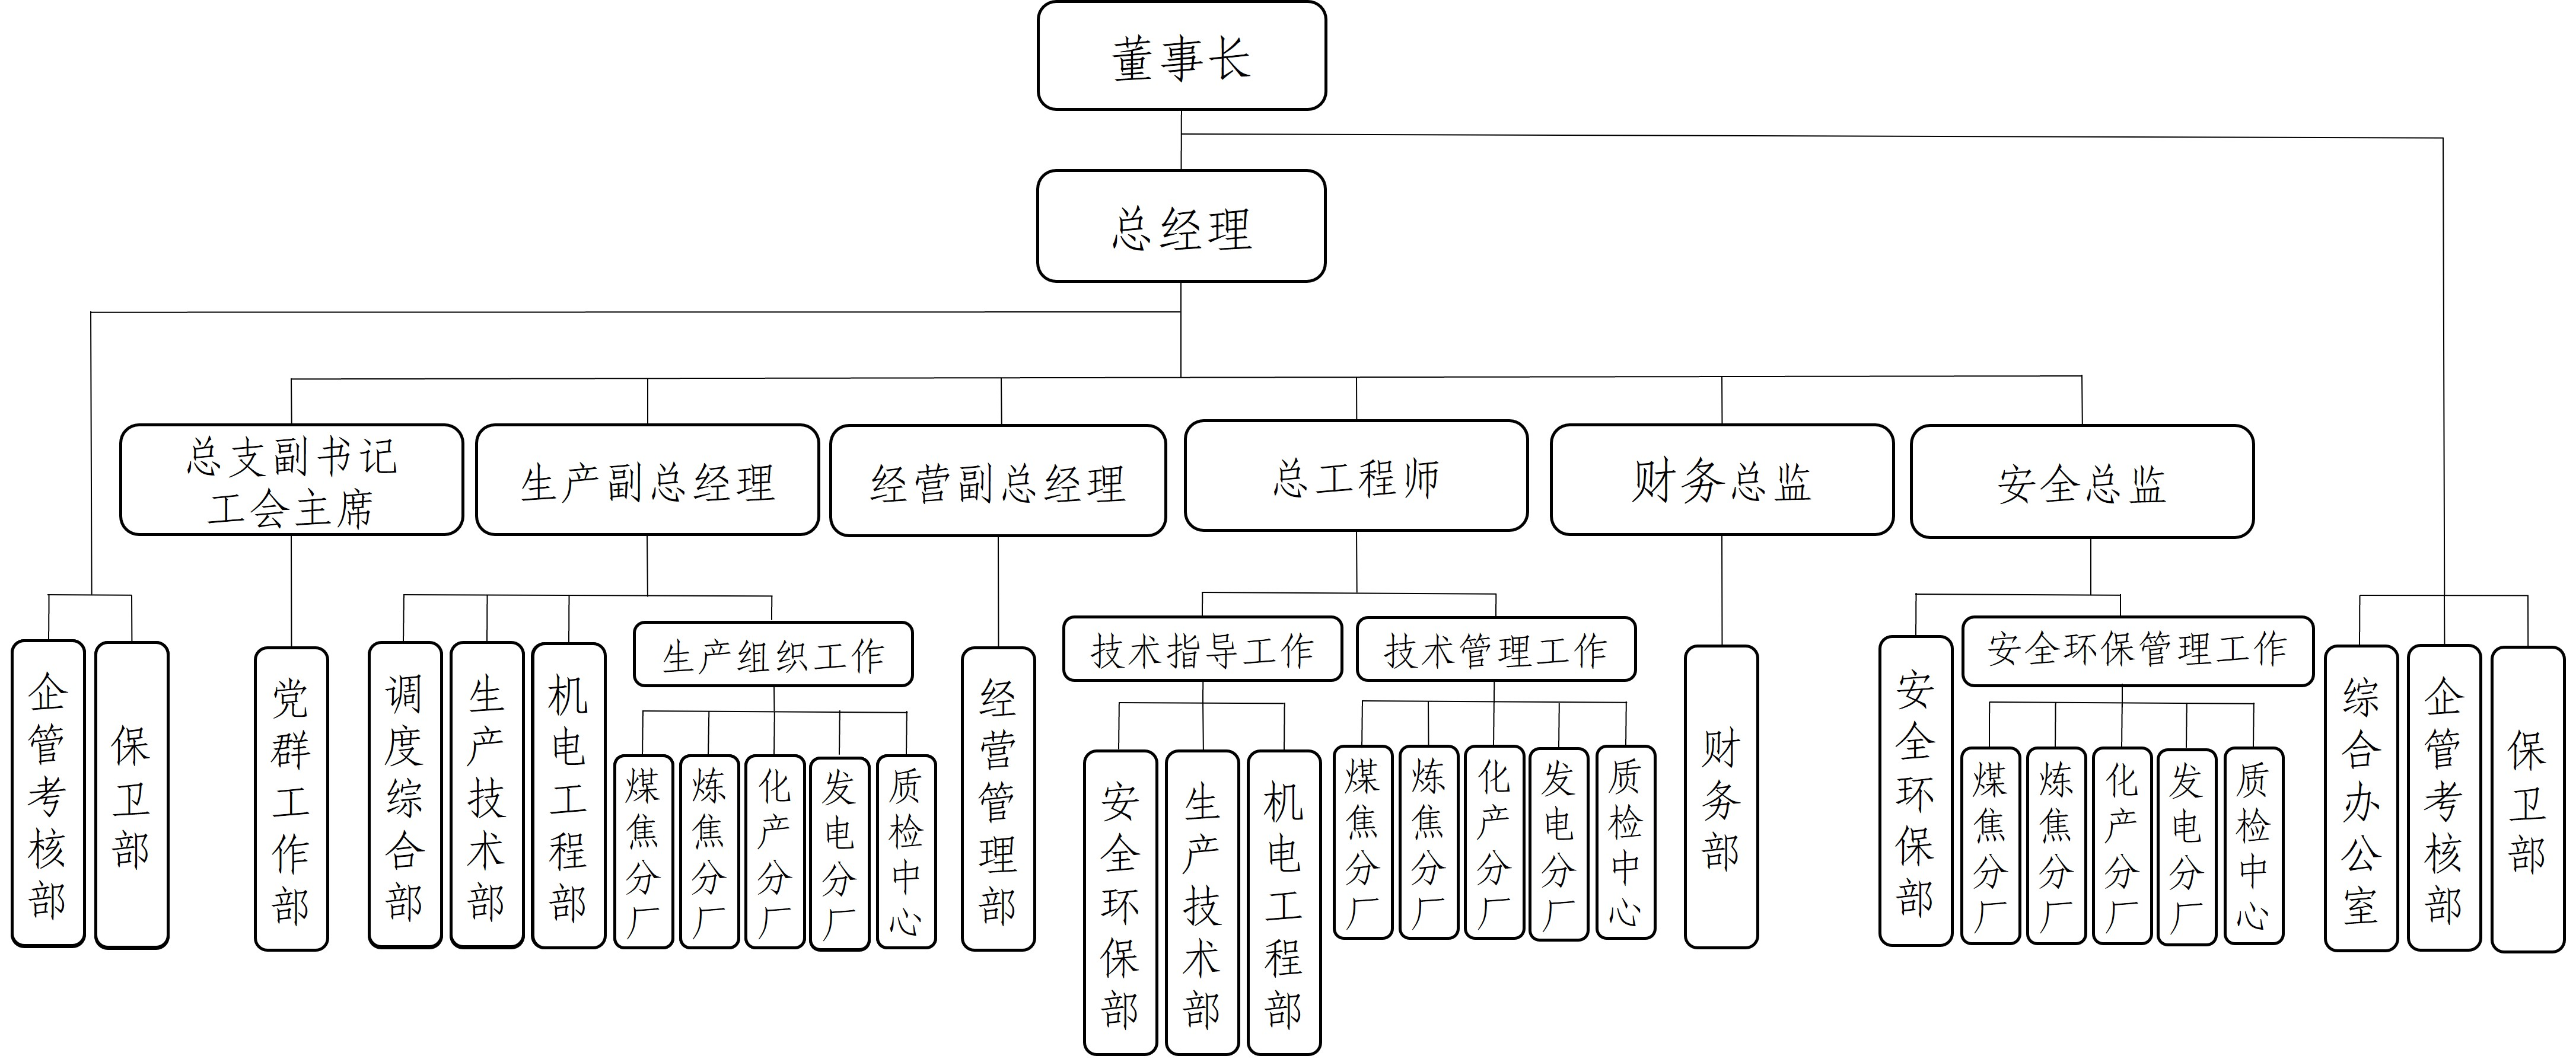 董事长
总经理
总支副书记
工会主席
生产副总经理
经营副总经理
总工程师
财务总监
安全总监
企管考核部
保卫部
党群工作部
调度综合部
生产技术部
机电工程部
生产组织工作
煤焦分厂
炼焦分厂
化产分厂
发电分厂
质检中心
经营管理部
技术指导工作
安全环保部
生产技术部
机电工程部
技术管理工作
煤焦分厂
炼焦分厂
化产分厂
发电分厂
质检中心
财务部
安全环保部
安全环保管理工作
煤焦分厂
炼焦分厂
化产分厂
发电分厂
质检中心
综合办公室
企管考核部
保卫部